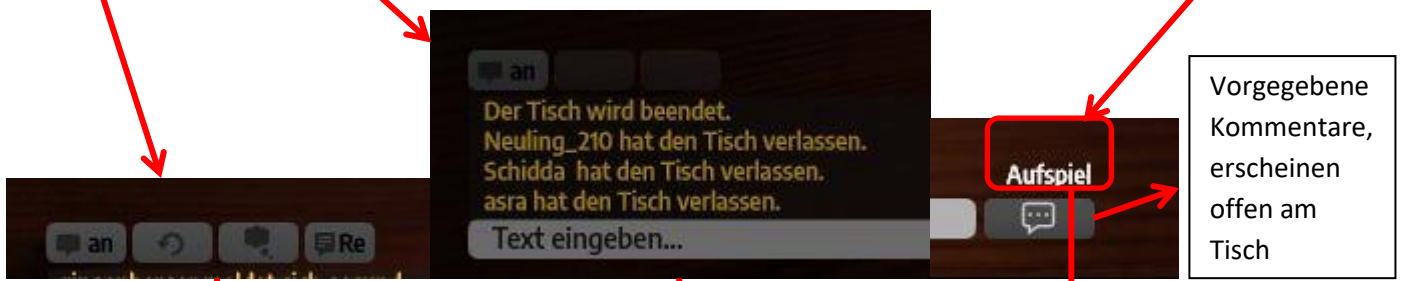 an
Der Tisch wird beendet.
Neuling_210 hat den Tisch verlassen.
Schidda hat den Tisch verlassen.
asra hat den Tisch verlassen.
Text eingeben...
an
Re
Aufspiel
Vorgegebene
Kommentare,
erscheinen
offen am
Tisch